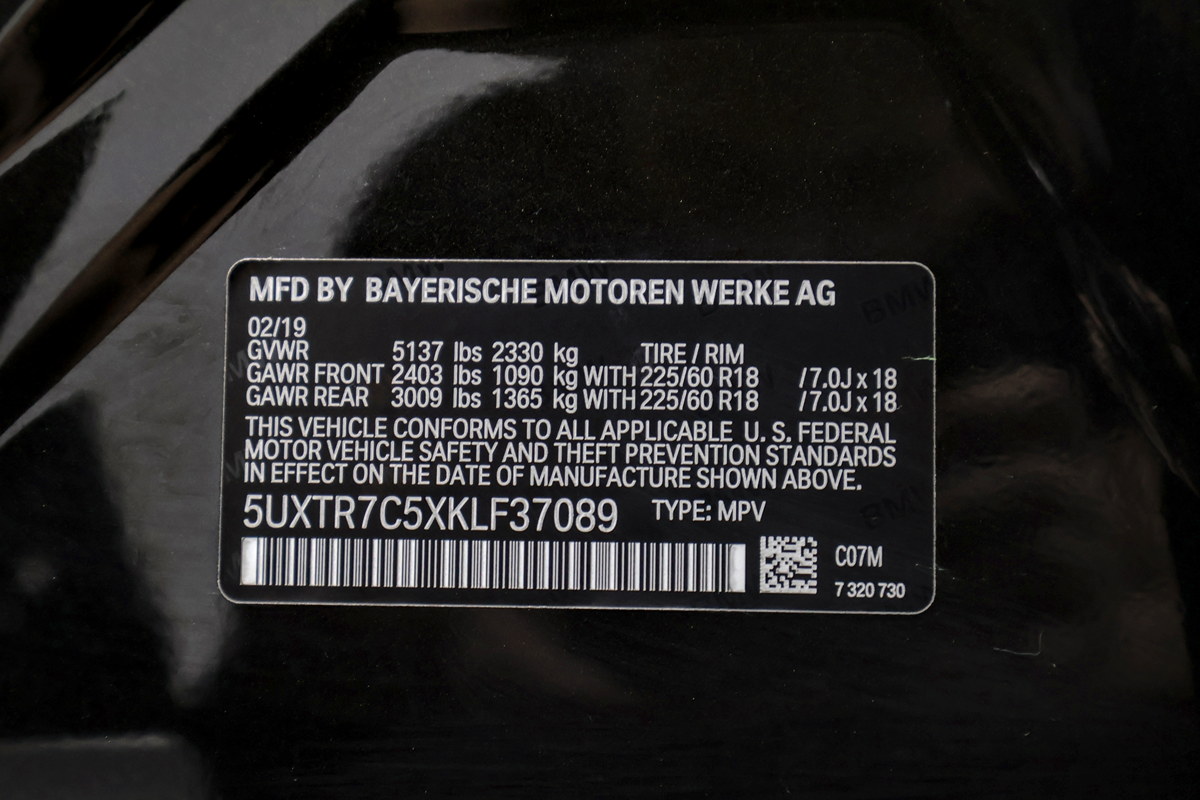 MFD BY BAYERISCHE MOTOREN WERKE AG
02/19
GVWR 5137 lbs 2330 kg TIRE / RIM
GAWR FRONT 2403 lbs 1090 kg WITH 225/60 R18 / 7.0J x 18
GAWR REAR 3009 lbs 1365 kg WITH 225/60 R18 / 7.0J x 18
THIS VEHICLE CONFORMS TO ALL APPLICABLE U. S. FEDERAL
MOTOR VEHICLE SAFETY AND THEFT PREVENTION STANDARDS
IN EFFECT ON THE DATE OF MANUFACTURE SHOWN ABOVE.
5UXTR7C5XKLF37089 TYPE: MPV
C07M
7 320 730